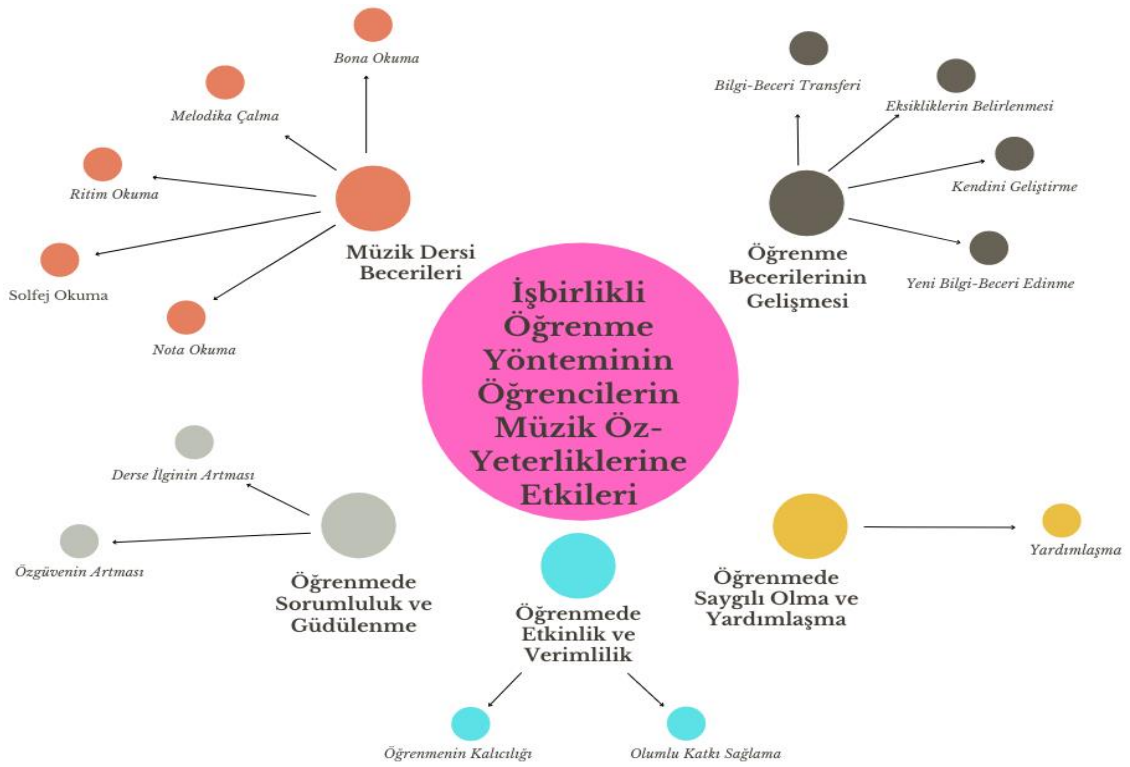 Bona Okuma
Melodika Çalma
Ritim Okuma
Solfej Okuma
Nota Okuma
Müzik Dersi
Becerileri
Bilgi-Beceri Transferi
Eksikliklerin Belirlenmesi
Kendini Geliştirme
Yeni Bilgi-Beceri Edinme
Öğrenme
Becerilerinin
Gelişmesi
İşbirlikli
Öğrenme
Yönteminin
Öğrencilerin
Müzik Öz-
Yeterliklerine
Etkileri
Derse İlginin Artması
Özgüvenin Artması
Öğrenmede
Sorumluluk ve
Güdülenme
Öğrenmede
Etkinlik ve
Verimlilik
Öğrenmenin Kalıcılığı
Olumlu Katkı Sağlama
Öğrenmede
Saygılı Olma ve
Yardımlaşma
Yardımlaşma